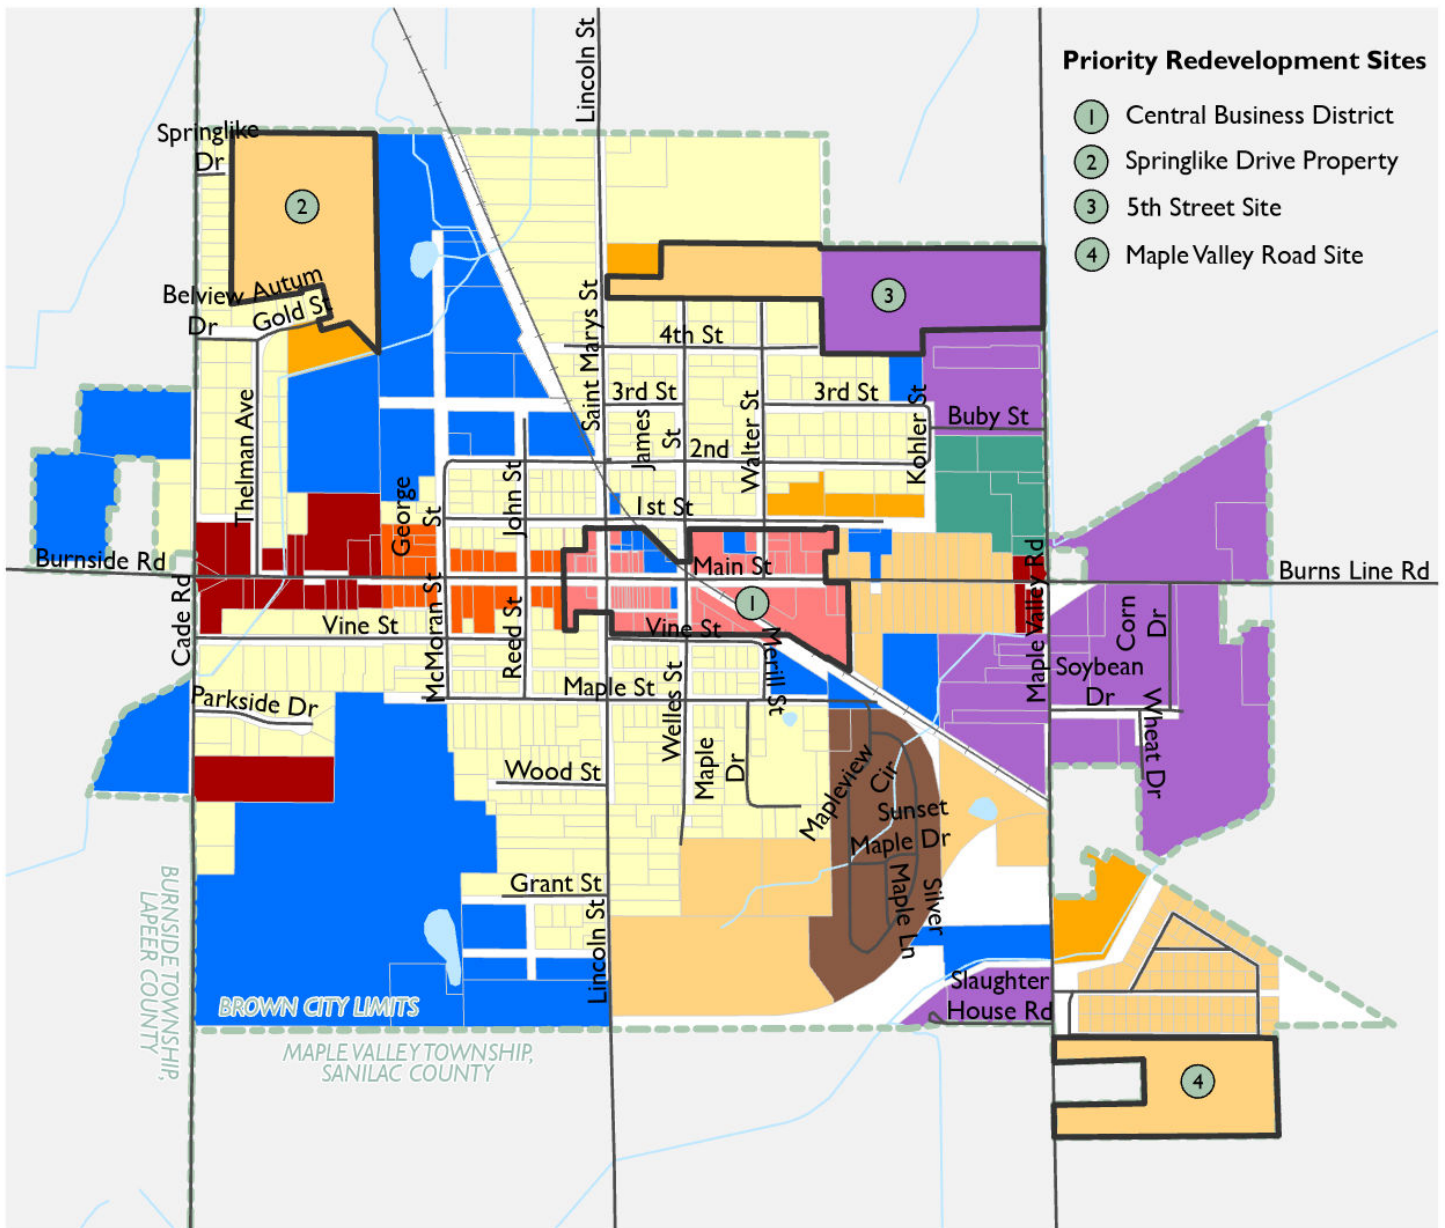 Lincoln St
Priority Redevelopment Sites
1 Central Business District
2 Springlike Drive Property
3 5th Street Site
4 Maple Valley Road Site
Springlike
Dr
2
Belview
Dr
Autum
Gold St
Saint Marys St
3
4th St
3rd St
3rd St
Buby St
Thelman Ave
James
St
Walter St
Kohler St
2nd
George
St
John St
1st St
Burnside Rd
Main St
Burns Line Rd
1
Cade Rd
Vine St
McMoran St
Reed St
Vine St
Merrill St
Maple Valley Rd
Corn
Dr
Soybean
Dr
Parkside Dr
Maple St
Welles St
Wheat Dr
Wood St
Maple
Dr
Mapleview
Cir
Sunset
Maple Dr
Grant St
Silver
Maple Ln
Lincoln St
BURNSIDE TOWNSHIP,
LAPEER COUNTY
BROWN CITY LIMITS
Slaughter
House Rd
MAPLE VALLEY TOWNSHIP,
SANILAC COUNTY
4